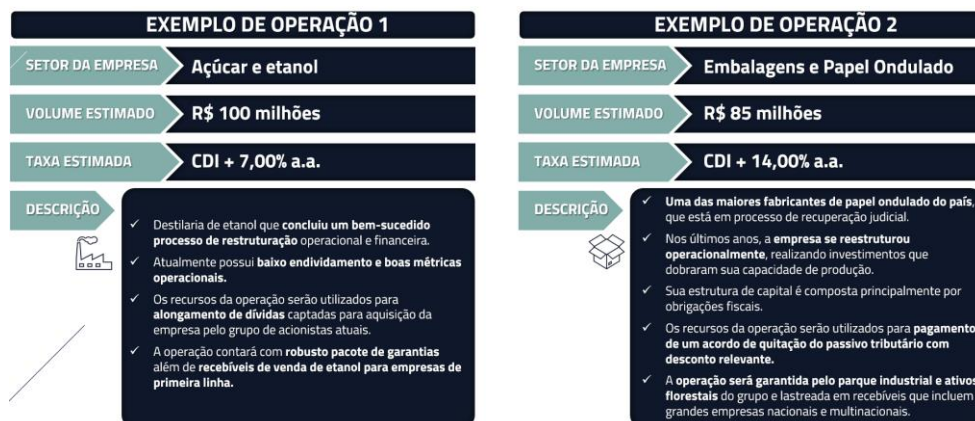 EXEMPLO DE OPERAÇÃO 1
SETOR DA EMPRESA
Açúcar e etanol
VOLUME ESTIMADO
R$ 100 milhões
TAXA ESTIMADA
CDI + 7,00% a.a.
DESCRIÇÃO
✓ Destilaria de etanol que concluiu um bem-sucedido
processo de restruturação operacional e financeira.
✓ Atualmente possui baixo endividamento e boas métricas
operacionais.
✓ Os recursos da operação serão utilizados para
alongamento de dívidas captadas para aquisição da
empresa pelo grupo de acionistas atuais.
✓ A operação contará com robusto pacote de garantias
além de recebíveis de venda de etanol para empresas de
primeira linha.
EXEMPLO DE OPERAÇÃO 2
SETOR DA EMPRESA
Embalagens e Papel Ondulado
VOLUME ESTIMADO
R$ 85 milhões
TAXA ESTIMADA
CDI + 14,00% a.a.
DESCRIÇÃO
✓ Uma das maiores fabricantes de papel ondulado do país,
que está em processo de recuperação judicial.
✓ Nos últimos anos, a empresa se reestruturou
operacionalmente, realizando investimentos que
dobraram sua capacidade de produção.
✓ Sua estrutura de capital é composta principalmente por
obrigações fiscais.
✓ Os recursos da operação serão utilizados para pagamento
de um acordo de quitação do passivo tributário com
desconto relevante.
✓ A operação será garantida pelo parque industrial e ativos
florestais do grupo e lastreada em recebíveis que incluem
grandes empresas nacionais e multinacionais.